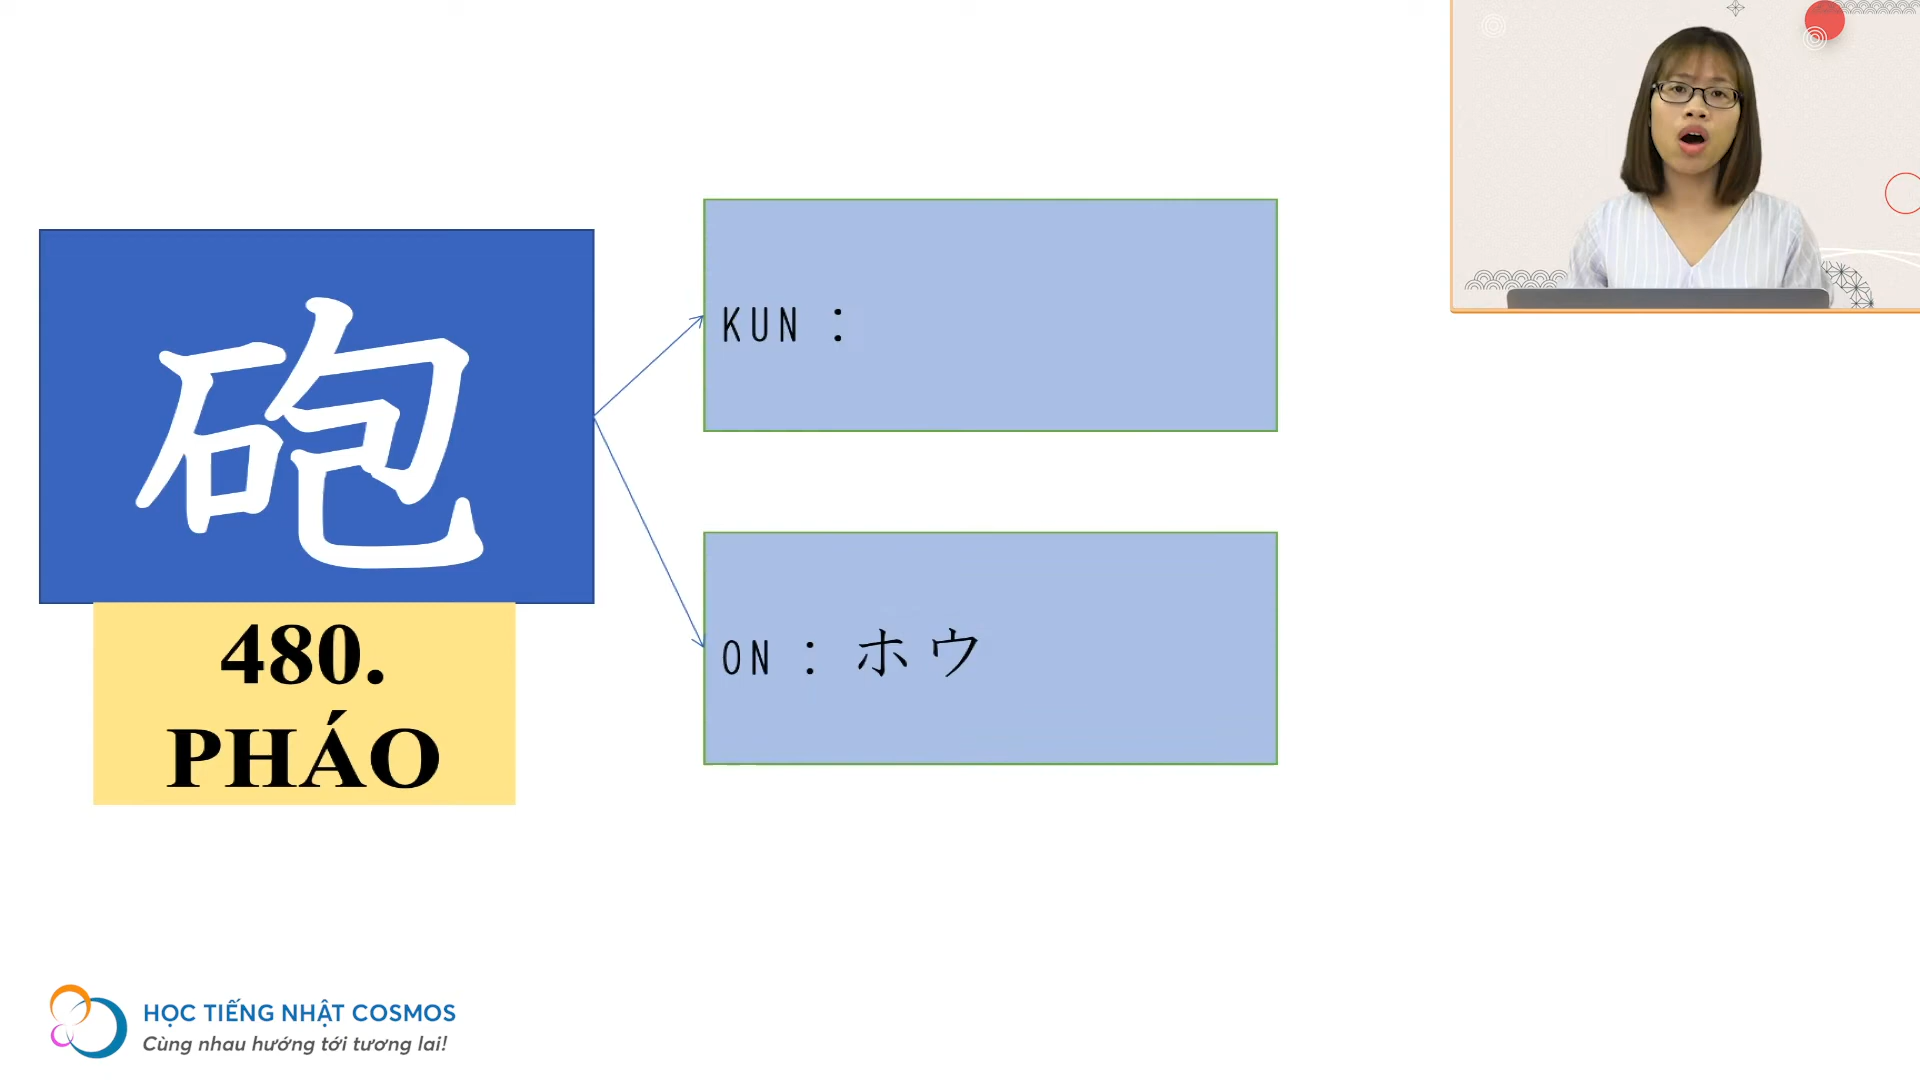 砲
480.
PHÁO
KUN :
ON : ホウ
HỌC TIẾNG NHẬT COSMOS
Cùng nhau hướng tới tương lai!